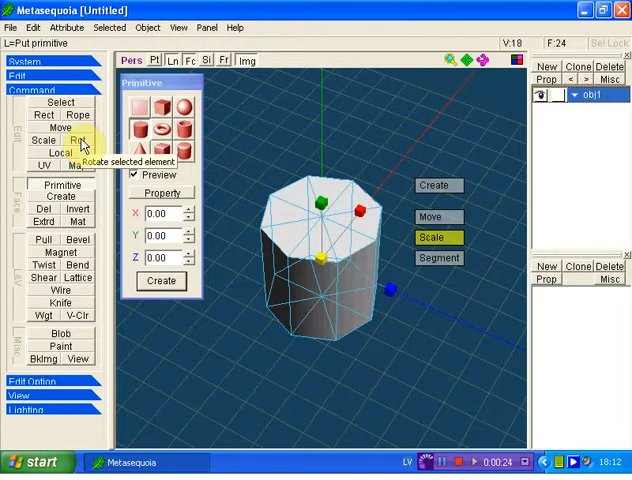 Metasequoia [Untitled]
File Edit Attribute Selected Object View Panel Help
L=Put primitive
V:18 F:24 Sel Lock
System
Edit
Command
Edit
Select
Rect Rope
Move
Scale Rot
Local
UV
Rotate selected element
Face
Primitive
Create
Del Invert
Extrd Mat
Pull Bevel
Magnet
Twist Bend
Shear Lattice
Wire
Knife
Wgt V-Clr
Misc
Blob
Paint
BkImg View
Edit Option
View
Lighting
Pers Pt Ln Fc Sl Fr Img
Primitive
Preview
Property
X 0.00
Y 0.00
Z 0.00
Create
Create
Move
Scale
Segment
New Clone Delete
Prop < > Misc
obj1
New Clone Delete
Prop Misc
start
Metasequoia
LV
0:00:24
18:12